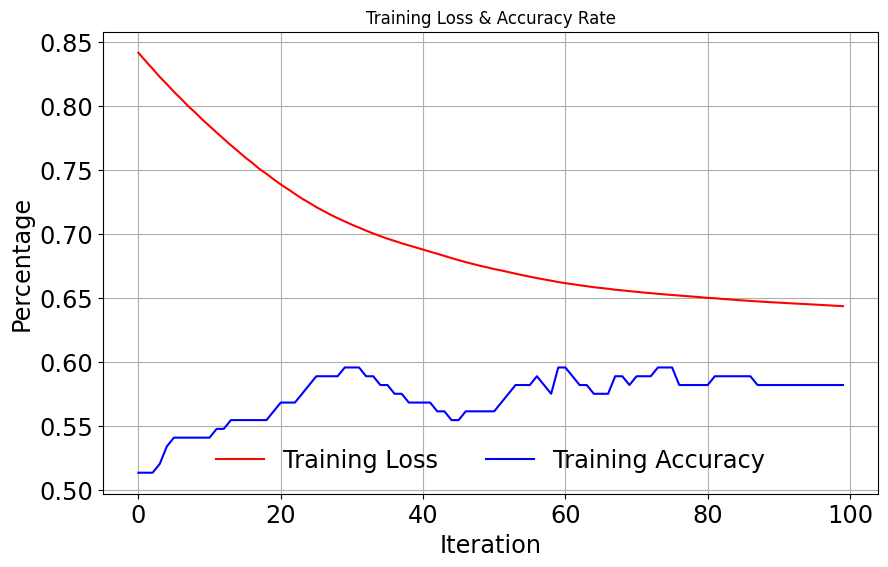 Training Loss & Accuracy Rate
0.85
0.80
0.75
0.70
0.65
0.60
0.55
0.50
Percentage
Training Loss
Training Accuracy
0 20 40 60 80 100
Iteration